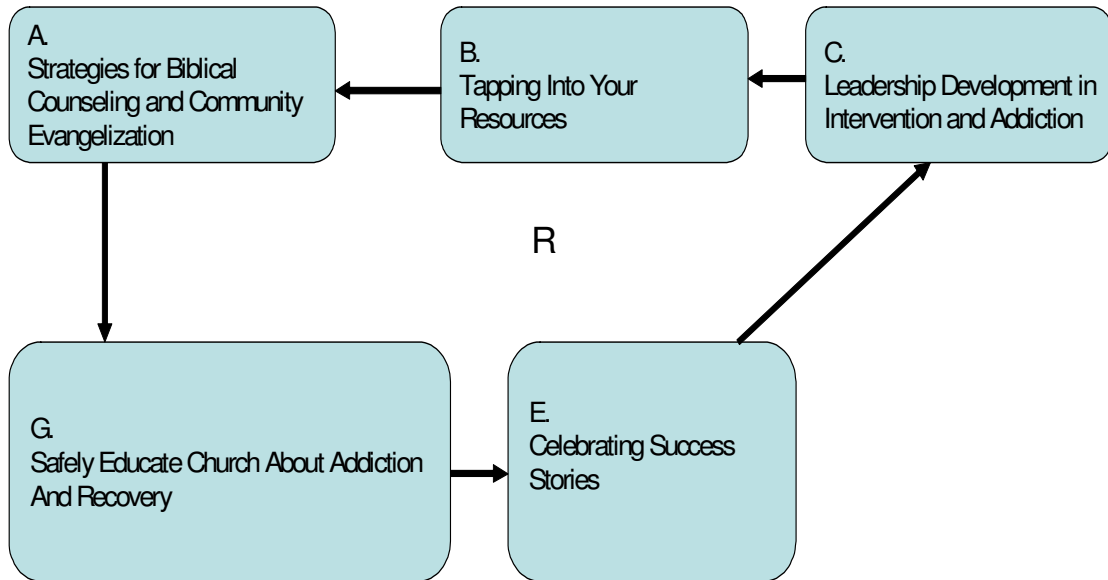 A.
Strategies for Biblical
Counseling and Community
Evangelization
B.
Tapping Into Your
Resources
C.
Leadership Development in
Intervention and Addiction
R
G.
Safely Educate Church About Addiction
And Recovery
E.
Celebrating Success
Stories